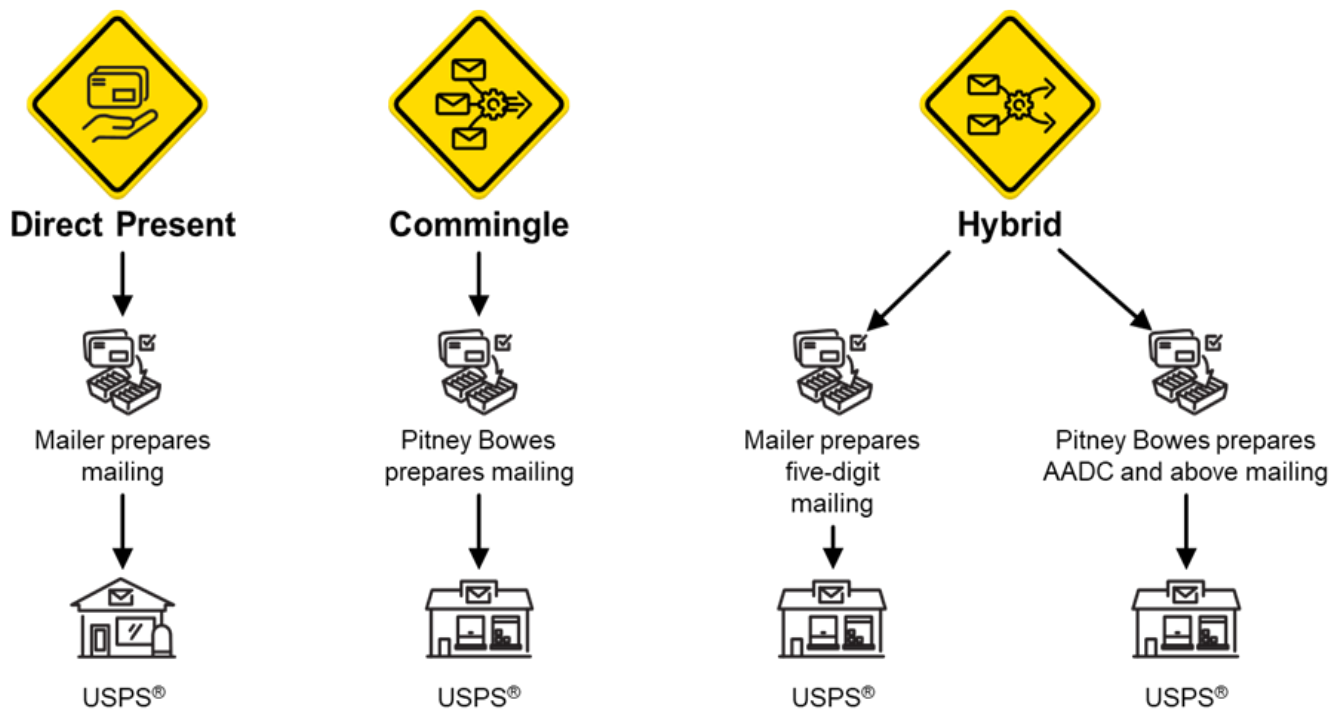 Direct Present
Commingle
Hybrid
Mailer prepares
mailing
Pitney Bowes
prepares mailing
Mailer prepares
five-digit
mailing
Pitney Bowes prepares
AADC and above mailing
USPS®
USPS®
USPS®
USPS®